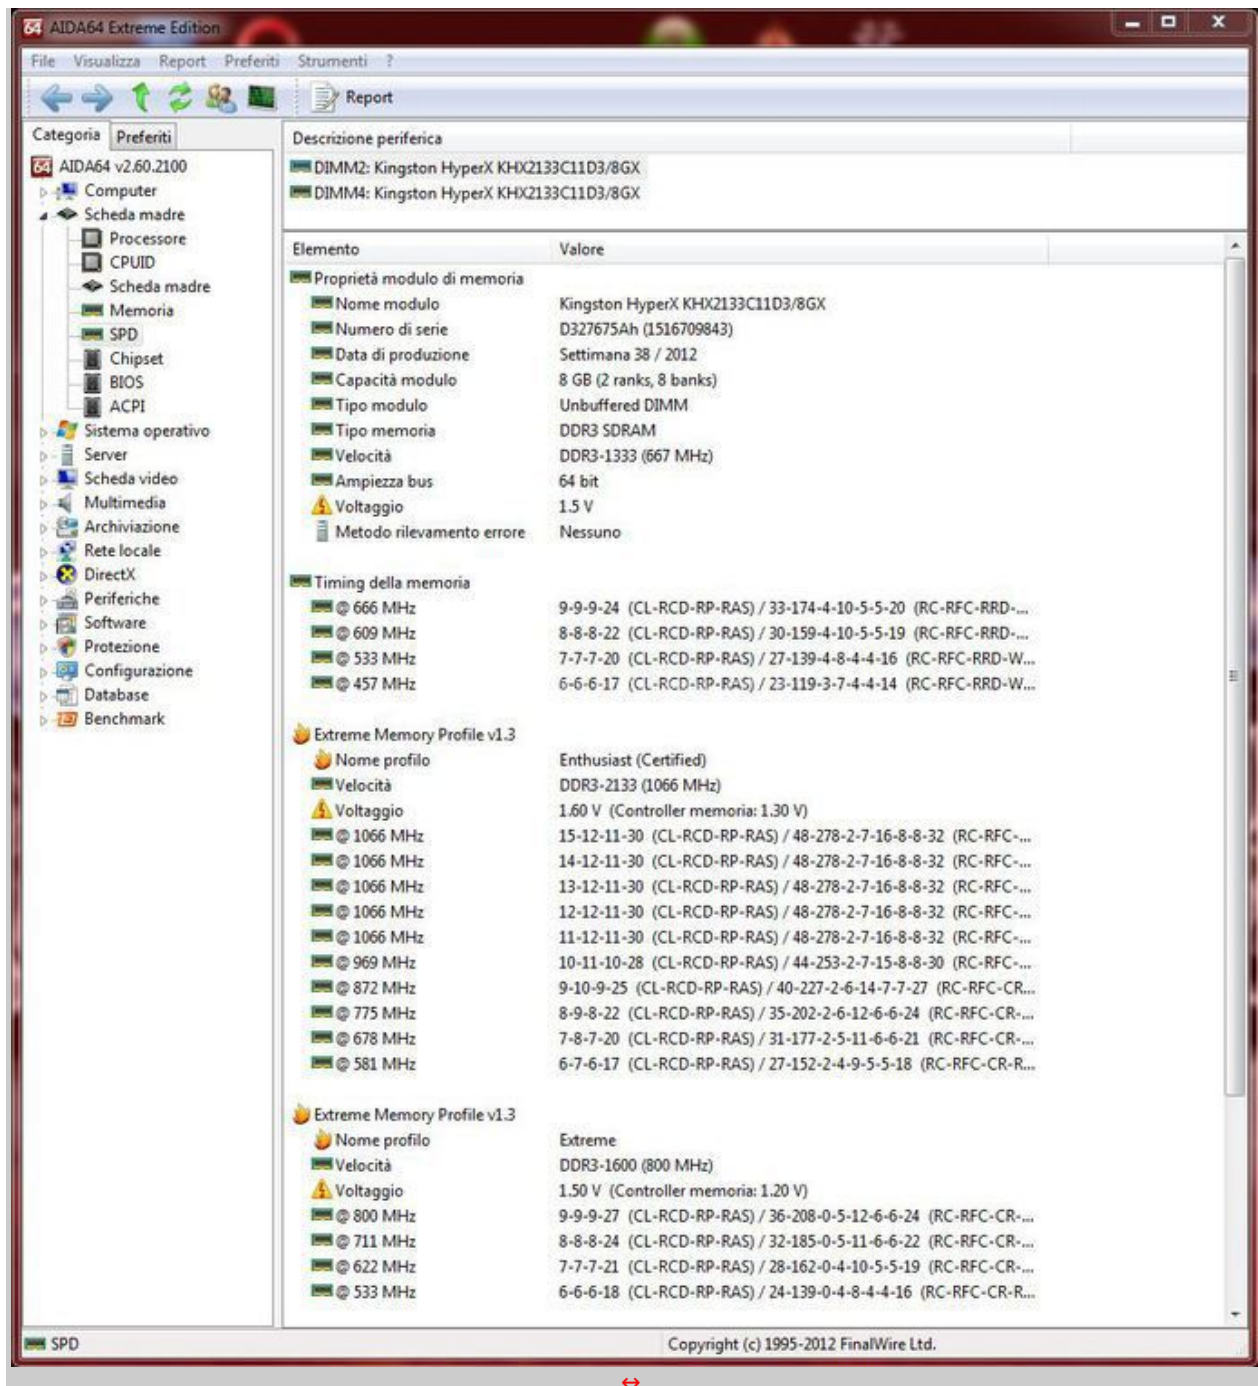 AIDA64 Extreme Edition
File Visualizza Report Preferiti Strumenti ?
Report
Categoria Preferiti
AIDA64 v2.60.2100
Computer
Scheda madre
Processore
CPUID
Scheda madre
Memoria
SPD
Chipset
BIOS
ACPI
Sistema operativo
Server
Scheda video
Multimedia
Archiviazione
Rete locale
DirectX
Periferiche
Software
Protezione
Configurazione
Database
Benchmark
Descrizione periferica
DIMM2: Kingston HyperX KHX2133C11D3/8GX
DIMM4: Kingston HyperX KHX2133C11D3/8GX
Elemento Valore
Proprietà modulo di memoria
Nome modulo Kingston HyperX KHX2133C11D3/8GX
Numero di serie D327675Ah (1516709843)
Data di produzione Settimana 38 / 2012
Capacità modulo 8 GB (2 ranks, 8 banks)
Tipo modulo Unbuffered DIMM
Tipo memoria DDR3 SDRAM
Velocità DDR3-1333 (667 MHz)
Ampiezza bus 64 bit
Voltaggio 1.5 V
Metodo rilevamento errore Nessuno
Timing della memoria
@ 666 MHz 9-9-9-24 (CL-RCD-RP-RAS) / 33-174-4-10-5-5-20 (RC-RFC-RRD-...
@ 609 MHz 8-8-8-22 (CL-RCD-RP-RAS) / 30-159-4-10-5-5-19 (RC-RFC-RRD-...
@ 533 MHz 7-7-7-20 (CL-RCD-RP-RAS) / 27-139-4-8-4-4-16 (RC-RFC-RRD-W...
@ 457 MHz 6-6-6-17 (CL-RCD-RP-RAS) / 23-119-3-7-4-4-14 (RC-RFC-RRD-W...
Extreme Memory Profile v1.3
Nome profilo Enthusiast (Certified)
Velocità DDR3-2133 (1066 MHz)
Voltaggio 1.60 V (Controller memoria: 1.30 V)
@ 1066 MHz 15-12-11-30 (CL-RCD-RP-RAS) / 48-278-2-7-16-8-8-32 (RC-RFC-...
@ 1066 MHz 14-12-11-30 (CL-RCD-RP-RAS) / 48-278-2-7-16-8-8-32 (RC-RFC-...
@ 1066 MHz 13-12-11-30 (CL-RCD-RP-RAS) / 48-278-2-7-16-8-8-32 (RC-RFC-...
@ 1066 MHz 12-12-11-30 (CL-RCD-RP-RAS) / 48-278-2-7-16-8-8-32 (RC-RFC-...
@ 1066 MHz 11-12-11-30 (CL-RCD-RP-RAS) / 48-278-2-7-16-8-8-32 (RC-RFC-...
@ 969 MHz 10-11-10-28 (CL-RCD-RP-RAS) / 44-253-2-7-15-8-8-30 (RC-RFC-...
@ 872 MHz 9-10-9-25 (CL-RCD-RP-RAS) / 40-227-2-6-14-7-7-27 (RC-RFC-CR...
@ 775 MHz 8-9-8-22 (CL-RCD-RP-RAS) / 35-202-2-6-12-6-6-24 (RC-RFC-CR-...
@ 678 MHz 7-8-7-20 (CL-RCD-RP-RAS) / 31-177-2-5-11-6-6-21 (RC-RFC-CR-...
@ 581 MHz 6-7-6-17 (CL-RCD-RP-RAS) / 27-152-2-4-9-5-5-18 (RC-RFC-CR-R...
Extreme Memory Profile v1.3
Nome profilo Extreme
Velocità DDR3-1600 (800 MHz)
Voltaggio 1.50 V (Controller memoria: 1.20 V)
@ 800 MHz 9-9-9-27 (CL-RCD-RP-RAS) / 36-208-0-5-12-6-6-24 (RC-RFC-CR-...
@ 711 MHz 8-8-8-24 (CL-RCD-RP-RAS) / 32-185-0-5-11-6-6-22 (RC-RFC-CR-...
@ 622 MHz 7-7-7-21 (CL-RCD-RP-RAS) / 28-162-0-4-10-5-5-19 (RC-RFC-CR-...
@ 533 MHz 6-6-6-18 (CL-RCD-RP-RAS) / 24-139-0-4-8-4-4-16 (RC-RFC-CR-R...
SPD Copyright (c) 1995-2012 FinalWire Ltd.